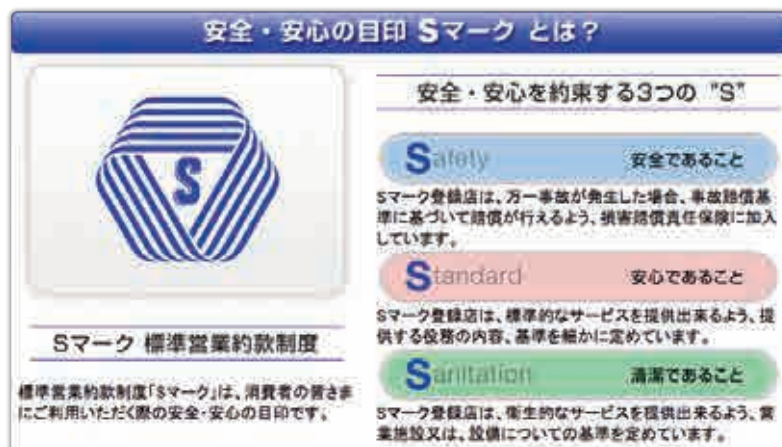 安全・安心の目印 Sマーク とは？
S
Sマーク 標準営業約款制度
標準営業約款制度「Sマーク」は、消費者の皆さま
にご利用いただく際の安全・安心の目印です。
安全・安心を約束する3つの "S"
Safety 安全であること
Sマーク登録店は、万一事故が発生した場合、事故賠償基
準に基づいて賠償が行えるよう、損害賠償責任保険に加入
しています。
Standard 安心であること
Sマーク登録店は、標準的なサービスを提供出来るよう、提
供する役務の内容、基準を細かに定めています。
Sanitation 清潔であること
Sマーク登録店は、衛生的なサービスを提供出来るよう、営
業施設又は、設備についての基準を定めています。